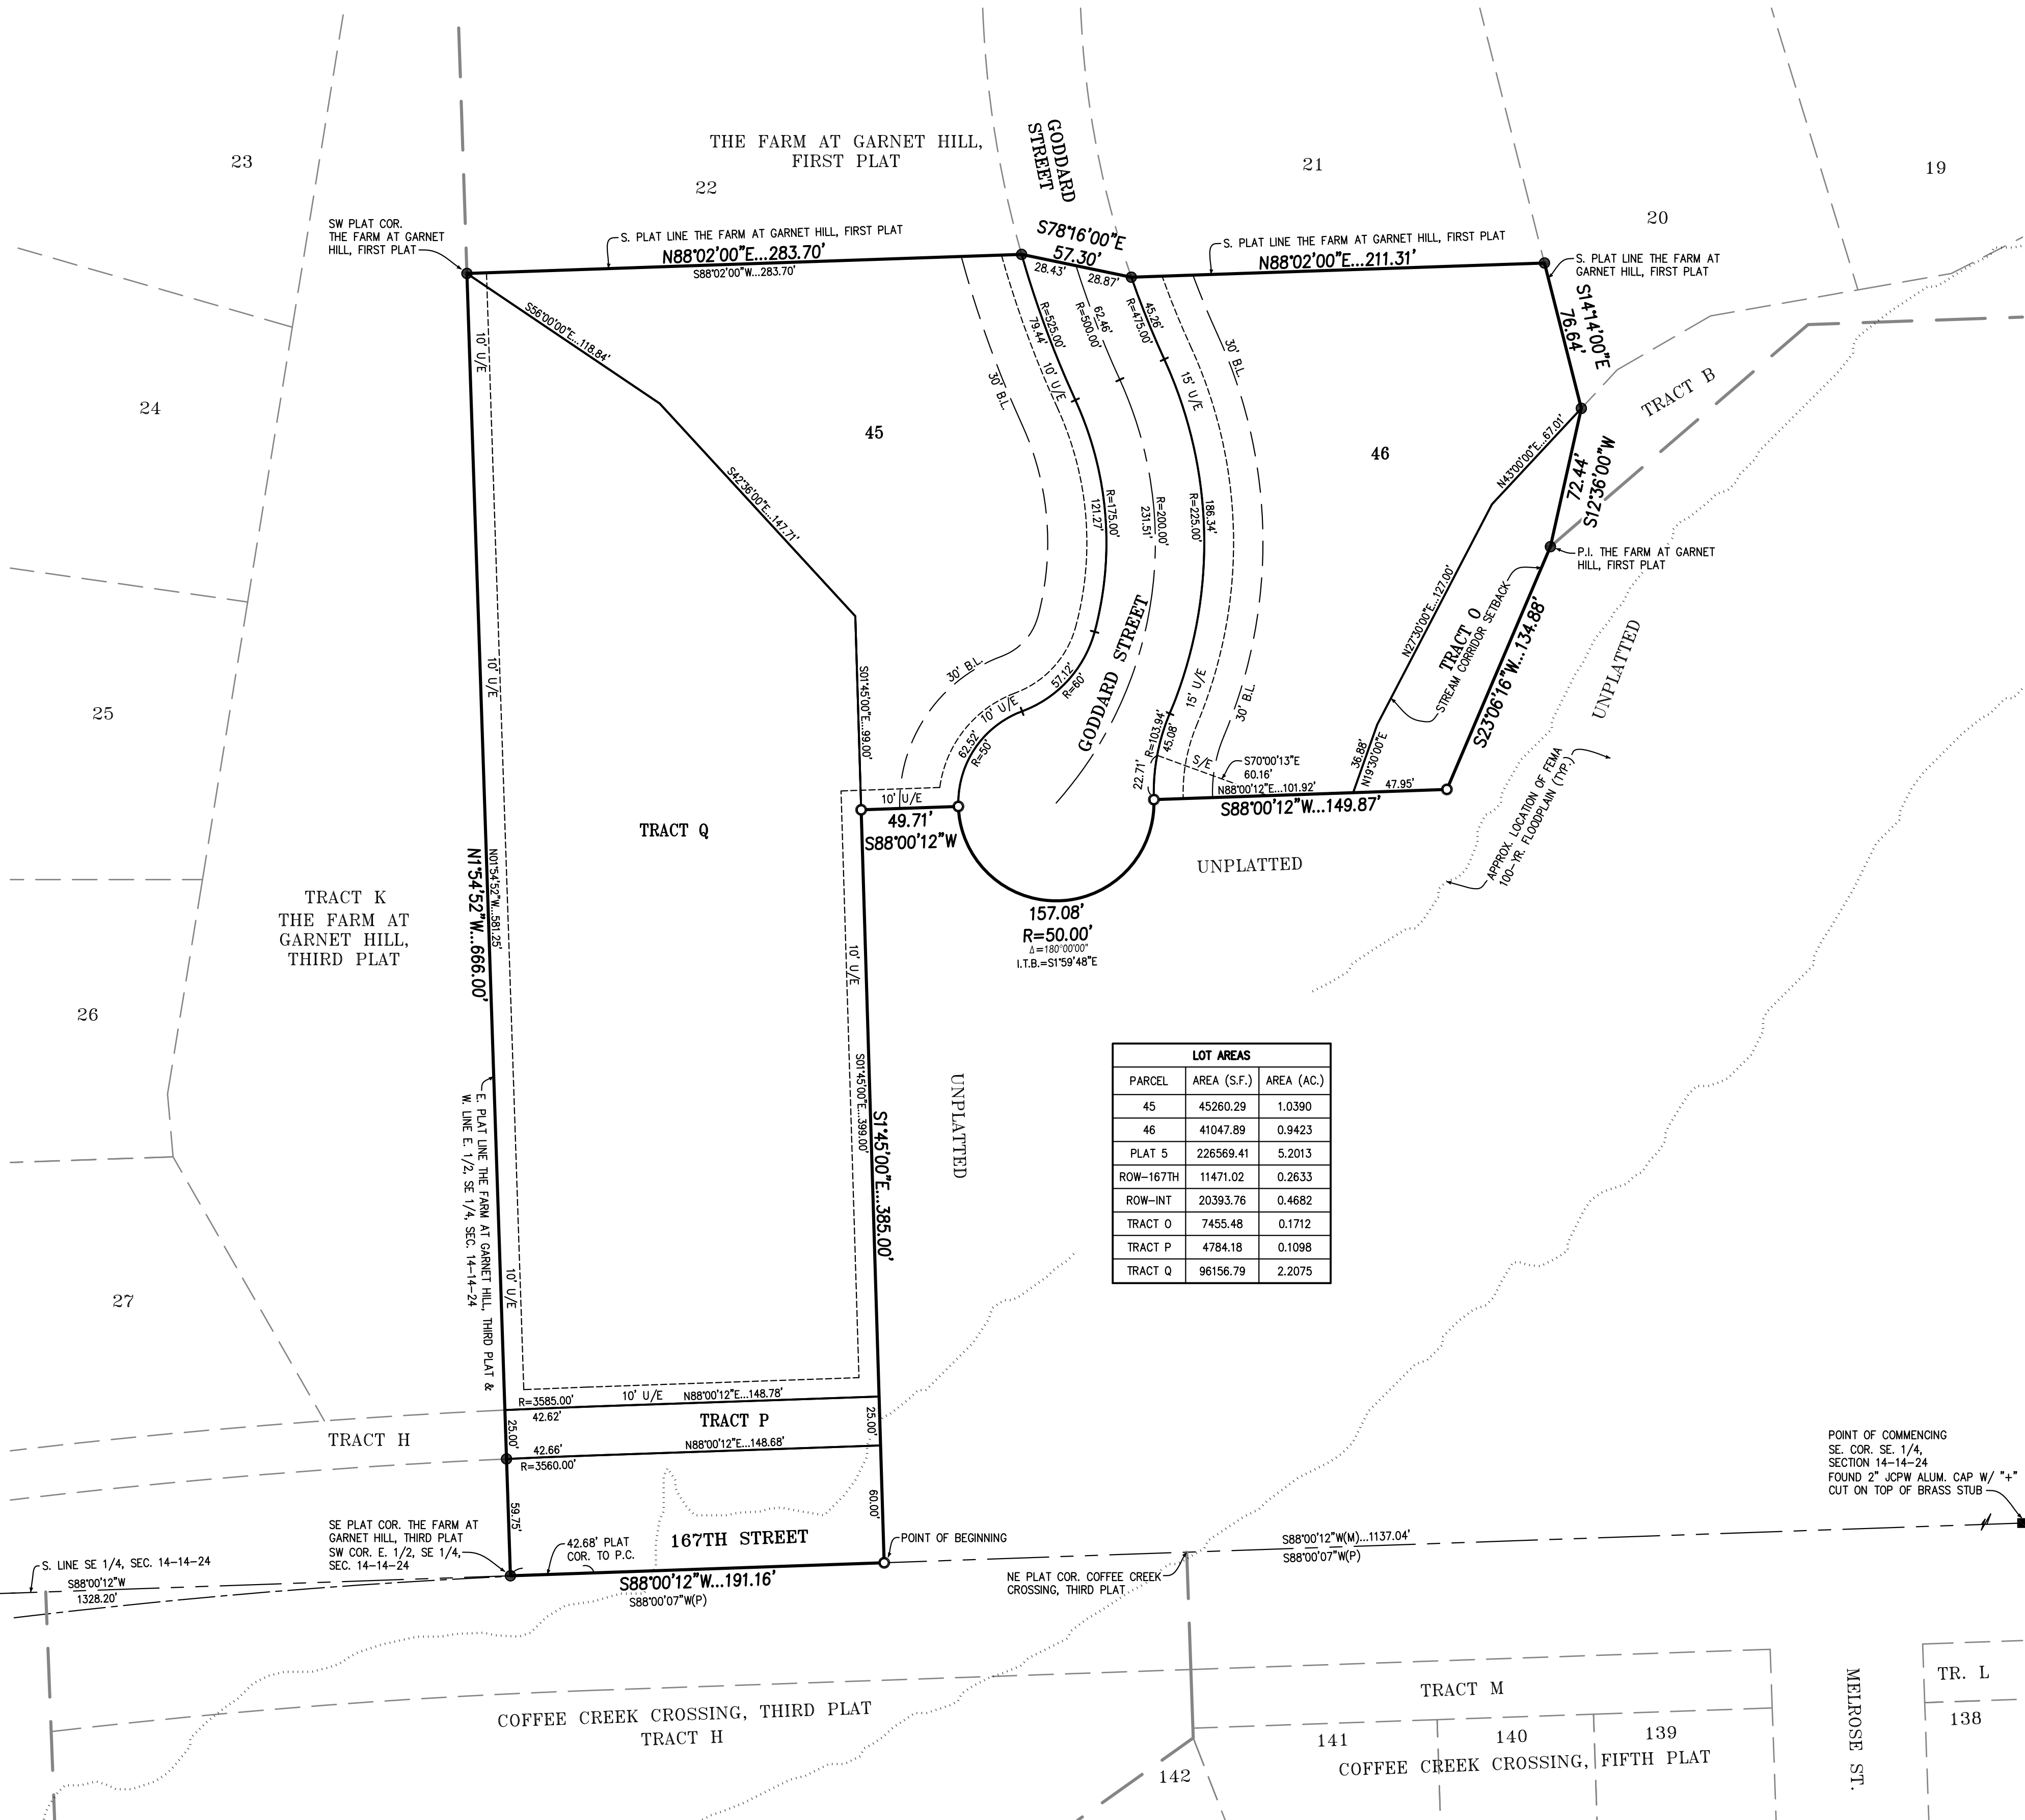 THE FARM AT GARNET HILL,
FIRST PLAT
GODDARD
STREET
23
22
21
20
19
SW PLAT COR.
THE FARM AT GARNET
HILL, FIRST PLAT
S. PLAT LINE THE FARM AT GARNET HILL, FIRST PLAT
N88°02'00"E...283.70'
S88°02'00"W...283.70'
S78°16'00"E
57.30'
28.43'
28.87'
S. PLAT LINE THE FARM AT GARNET HILL, FIRST PLAT
N88°02'00"E...211.31'
S. PLAT LINE THE FARM AT
GARNET HILL, FIRST PLAT
S14°14'00"E
76.64'
TRACT B
10' U/E
S56°00'00"E...118.84'
30' B.L.
R=525.00'
79.44'
10' U/E
62.46'
R=500.00'
45.26'
R=475.00'
15' U/E
30' B.L.
24
45
46
S42°36'00"E...147.71'
R=175.00'
121.27'
R=200.00'
231.51'
186.34'
R=225.00'
N43°00'00"E...67.01'
72.44'
S12°36'00"W
P.I. THE FARM AT GARNET
HILL, FIRST PLAT
N27°30'00"E...127.00'
TRACT O
STREAM CORRIDOR SETBACK
S23°06'16"W...134.88'
UNPLATTED
10' U/E
S01°45'00"E...99.00'
30' B.L.
10' U/E
57.12'
R=60'
62.52'
R=50'
GODDARD STREET
15' U/E
30' B.L.
R=103.94'
45.08'
22.71'
S/E
S70°00'13"E
60.16'
N88°00'12"E...101.92'
36.88'
N19°30'00"E
47.95'
S88°00'12"W...149.87'
25
10' U/E
49.71'
S88°00'12"W
TRACT Q
UNPLATTED
APPROX. LOCATION OF FEMA
100-YR. FLOODPLAIN (TYP.)
N01°54'52"W...581.25'
N1°54'52"W...666.00'
TRACT K
THE FARM AT
GARNET HILL,
THIRD PLAT
157.08'
R=50.00'
Δ=180°00'00"
I.T.B.=S1°59'48"E
10' U/E
26
S01°45'00"E...399.00'
S1°45'00"E...385.00'
UNPLATTED
LOT AREAS
PARCEL AREA (S.F.) AREA (AC.)
45 45260.29 1.0390
46 41047.89 0.9423
PLAT 5 226569.41 5.2013
ROW-167TH 11471.02 0.2633
ROW-INT 20393.76 0.4682
TRACT O 7455.48 0.1712
TRACT P 4784.18 0.1098
TRACT Q 96156.79 2.2075
E. PLAT LINE THE FARM AT GARNET HILL, THIRD PLAT &
W. LINE E. 1/2, SE 1/4, SEC. 14-14-24
10' U/E
27
R=3585.00'
42.62'
10' U/E
N88°00'12"E...148.78'
TRACT P
25.00'
25.00'
TRACT H
42.66'
R=3560.00'
N88°00'12"E...148.68'
59.75'
60.00'
167TH STREET
POINT OF BEGINNING
SE PLAT COR. THE FARM AT
GARNET HILL, THIRD PLAT
SW COR. E. 1/2, SE 1/4,
SEC. 14-14-24
42.68' PLAT
COR. TO P.C.
S. LINE SE 1/4, SEC. 14-14-24
S88°00'12"W
1328.20'
S88°00'12"W...191.16'
S88°00'07"W(P)
NE PLAT COR. COFFEE CREEK
CROSSING, THIRD PLAT
S88°00'12"W(M)...1137.04'
S88°00'07"W(P)
POINT OF COMMENCING
SE. COR. SE. 1/4,
SECTION 14-14-24
FOUND 2" JCPW ALUM. CAP W/ "+"
CUT ON TOP OF BRASS STUB
COFFEE CREEK CROSSING, THIRD PLAT
TRACT H
TRACT M
141
140
139
142
COFFEE CREEK CROSSING, FIFTH PLAT
MELROSE ST.
TR. L
138